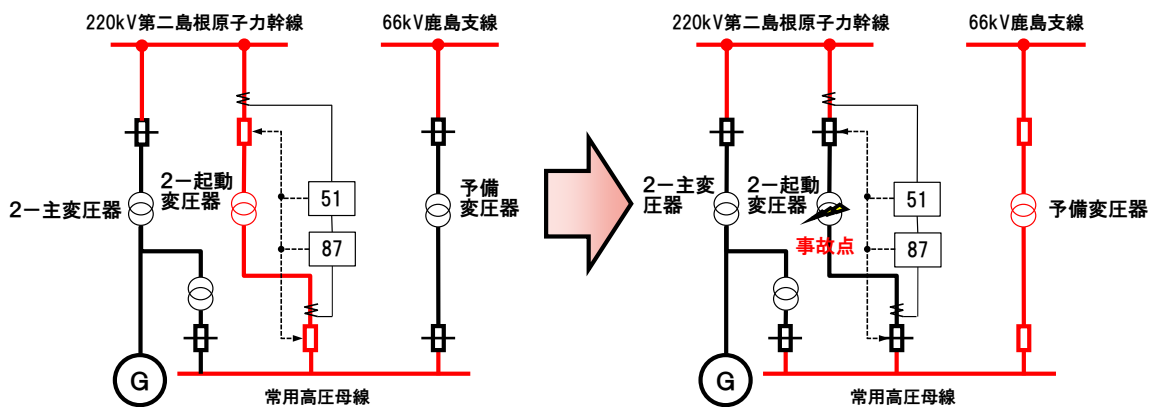 220kV第二島根原子力幹線
66kV鹿島支線
2－主変圧器
2－起動
変圧器
51
87
予備
変圧器
G
常用高圧母線
220kV第二島根原子力幹線
66kV鹿島支線
2－主変
圧器
2－起動
変圧器
事故点
51
87
予備変圧器
G
常用高圧母線